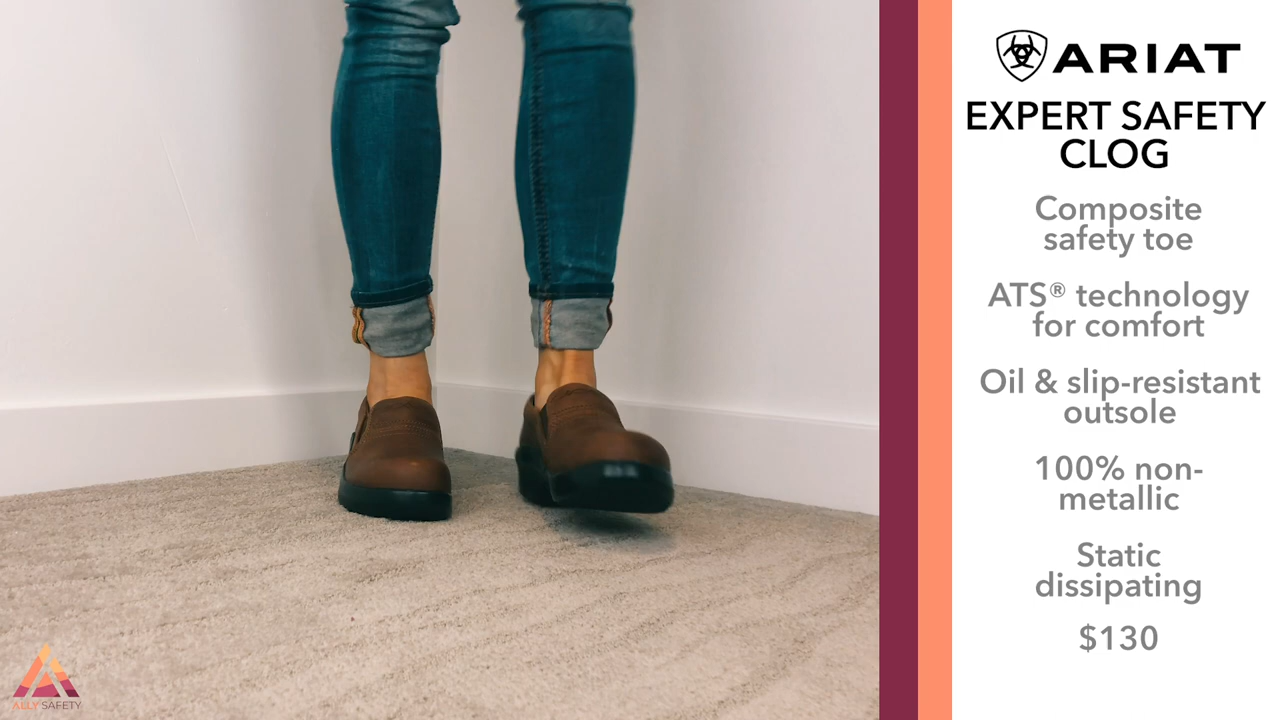 ARIAT
EXPERT SAFETY
CLOG
Composite
safety toe
ATS® technology
for comfort
Oil & slip-resistant
outsole
100% non-
metallic
Static
dissipating
$130
ALLY SAFETY